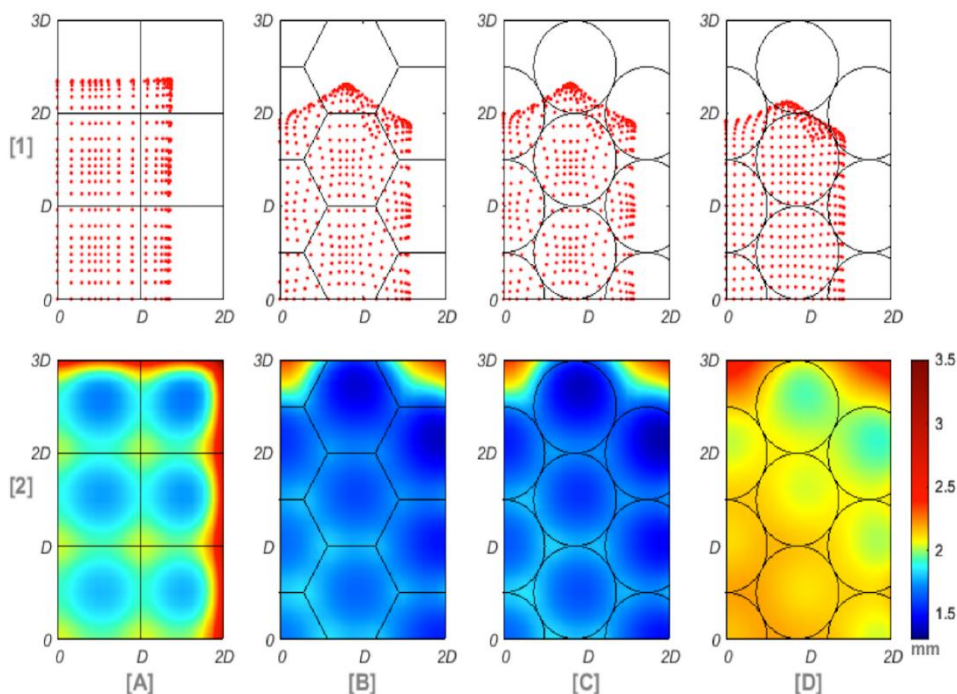 3D 3D 3D 3D
2D 2D 2D 2D
[1]
D D D D
0 0 0 0
0 D 2D 0 D 2D 0 D 2D 0 D 2D
3D 3D 3D 3D 3.5
3
2D 2D 2D 2D
2.5
[2]
D D D D 2
1.5
0 0 0 0
mm
0 D 2D 0 D 2D 0 D 2D 0 D 2D
[A] [B] [C] [D]